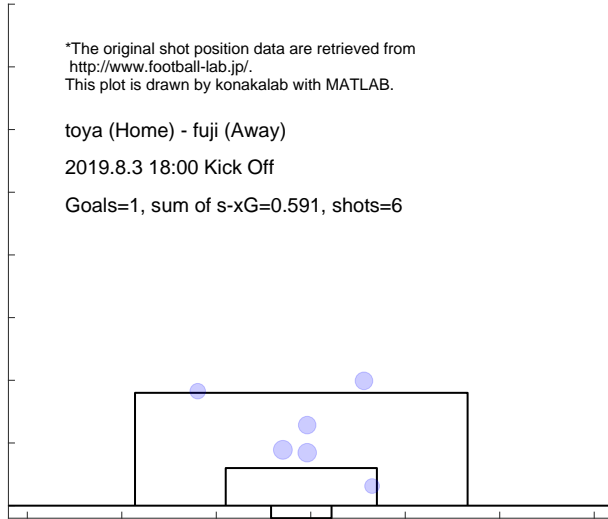 *The original shot position data are retrieved from
http://www.football-lab.jp/.
This plot is drawn by konakalab with MATLAB.
toya (Home) - fuji (Away)
2019.8.3 18:00 Kick Off
Goals=1, sum of s-xG=0.591, shots=6